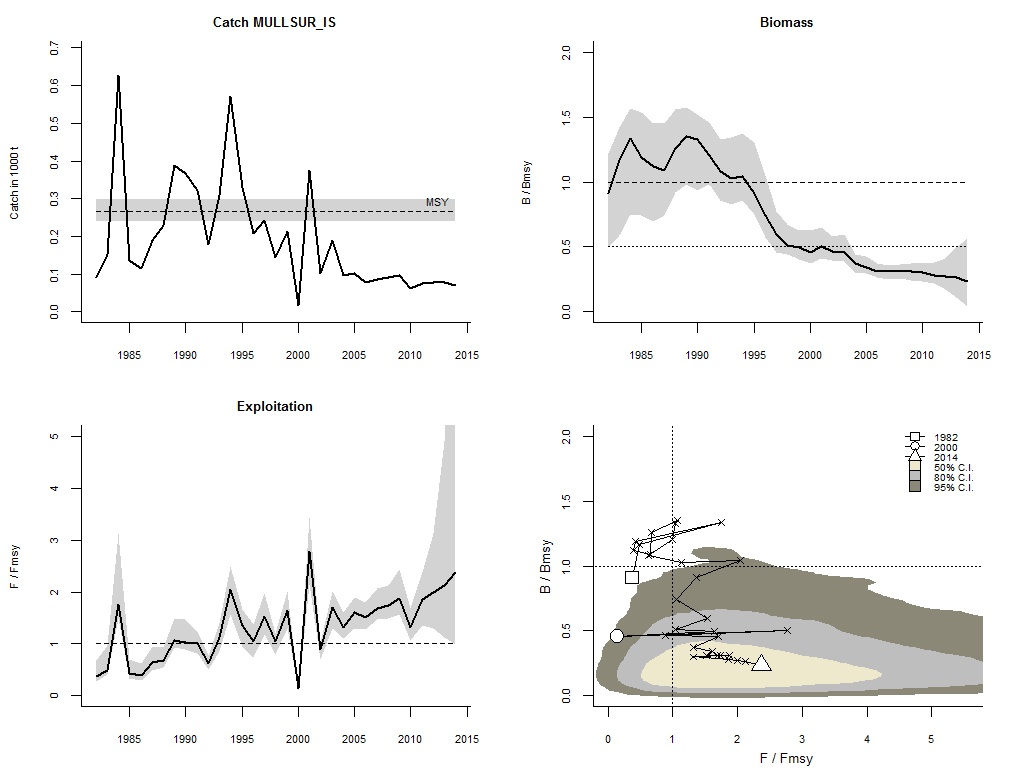 Catch MULLSUR_IS
Catch in 1000 t
0.0 0.1 0.2 0.3 0.4 0.5 0.6 0.7
MSY
1985 1990 1995 2000 2005 2010 2015
Biomass
B / Bmsy
0.0 0.5 1.0 1.5 2.0
1985 1990 1995 2000 2005 2010 2015
Exploitation
F / Fmsy
0 1 2 3 4 5
1985 1990 1995 2000 2005 2010 2015
B / Bmsy
0.0 0.5 1.0 1.5 2.0
1982
2000
2014
50% C.I.
80% C.I.
95% C.I.
0 1 2 3 4 5
F / Fmsy